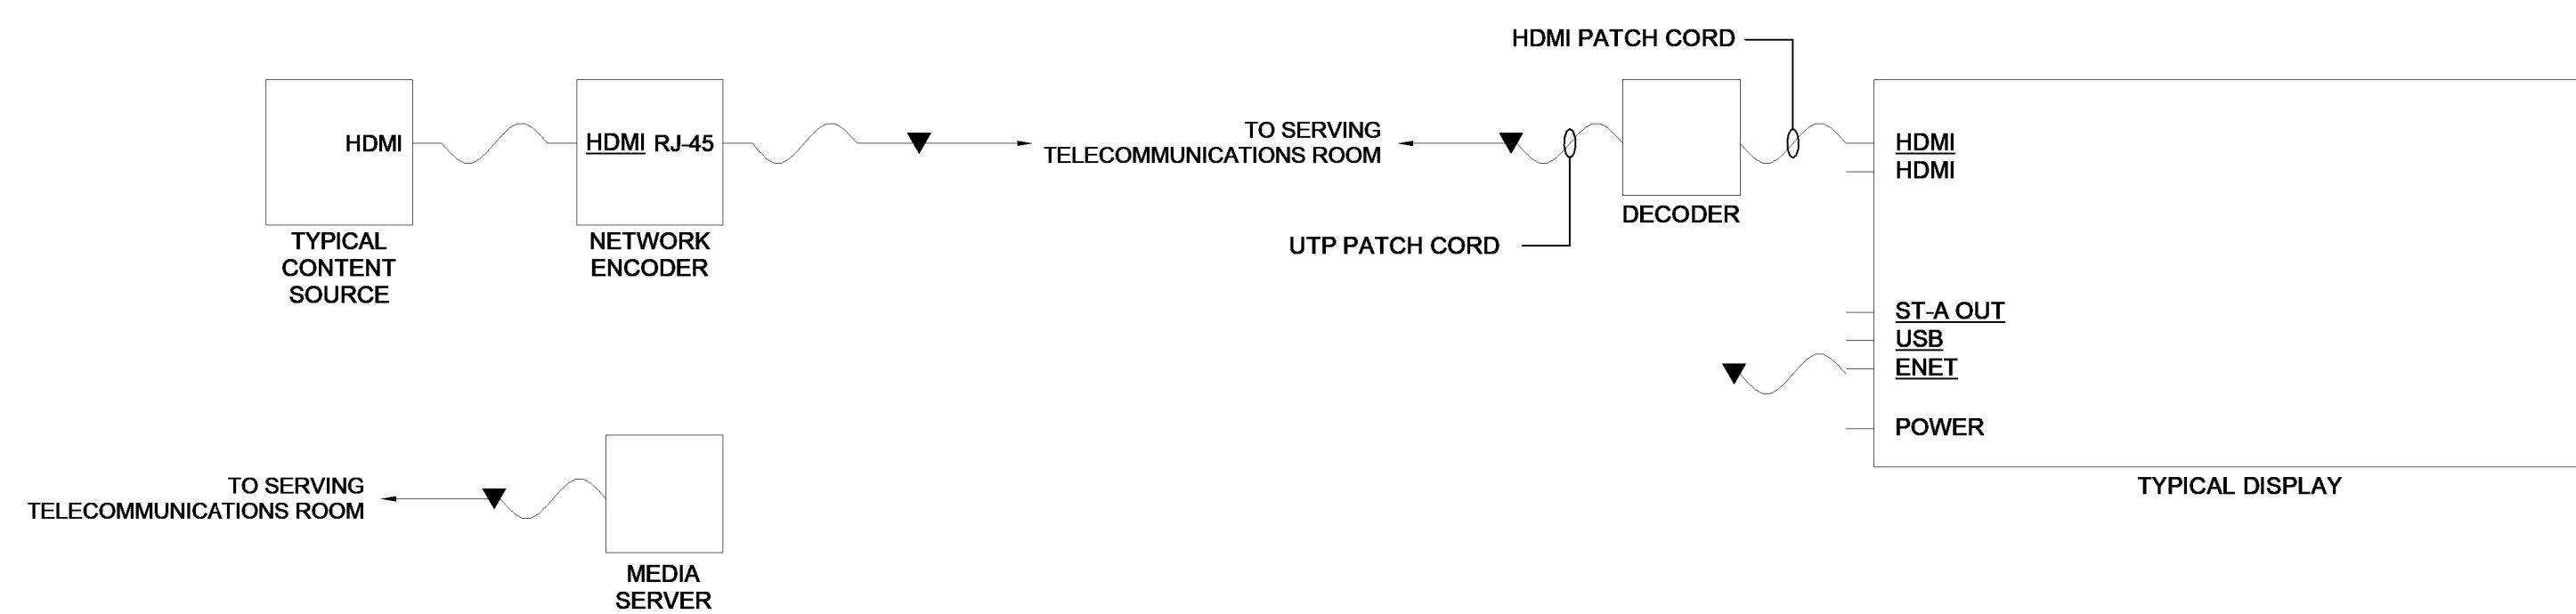 HDMI PATCH CORD
HDMI
HDMI RJ-45
TO SERVING
TELECOMMUNICATIONS ROOM
HDMI
HDMI
TYPICAL
CONTENT
SOURCE
NETWORK
ENCODER
DECODER
UTP PATCH CORD
ST-A OUT
USB
ENET
POWER
TYPICAL DISPLAY
TO SERVING
TELECOMMUNICATIONS ROOM
MEDIA
SERVER